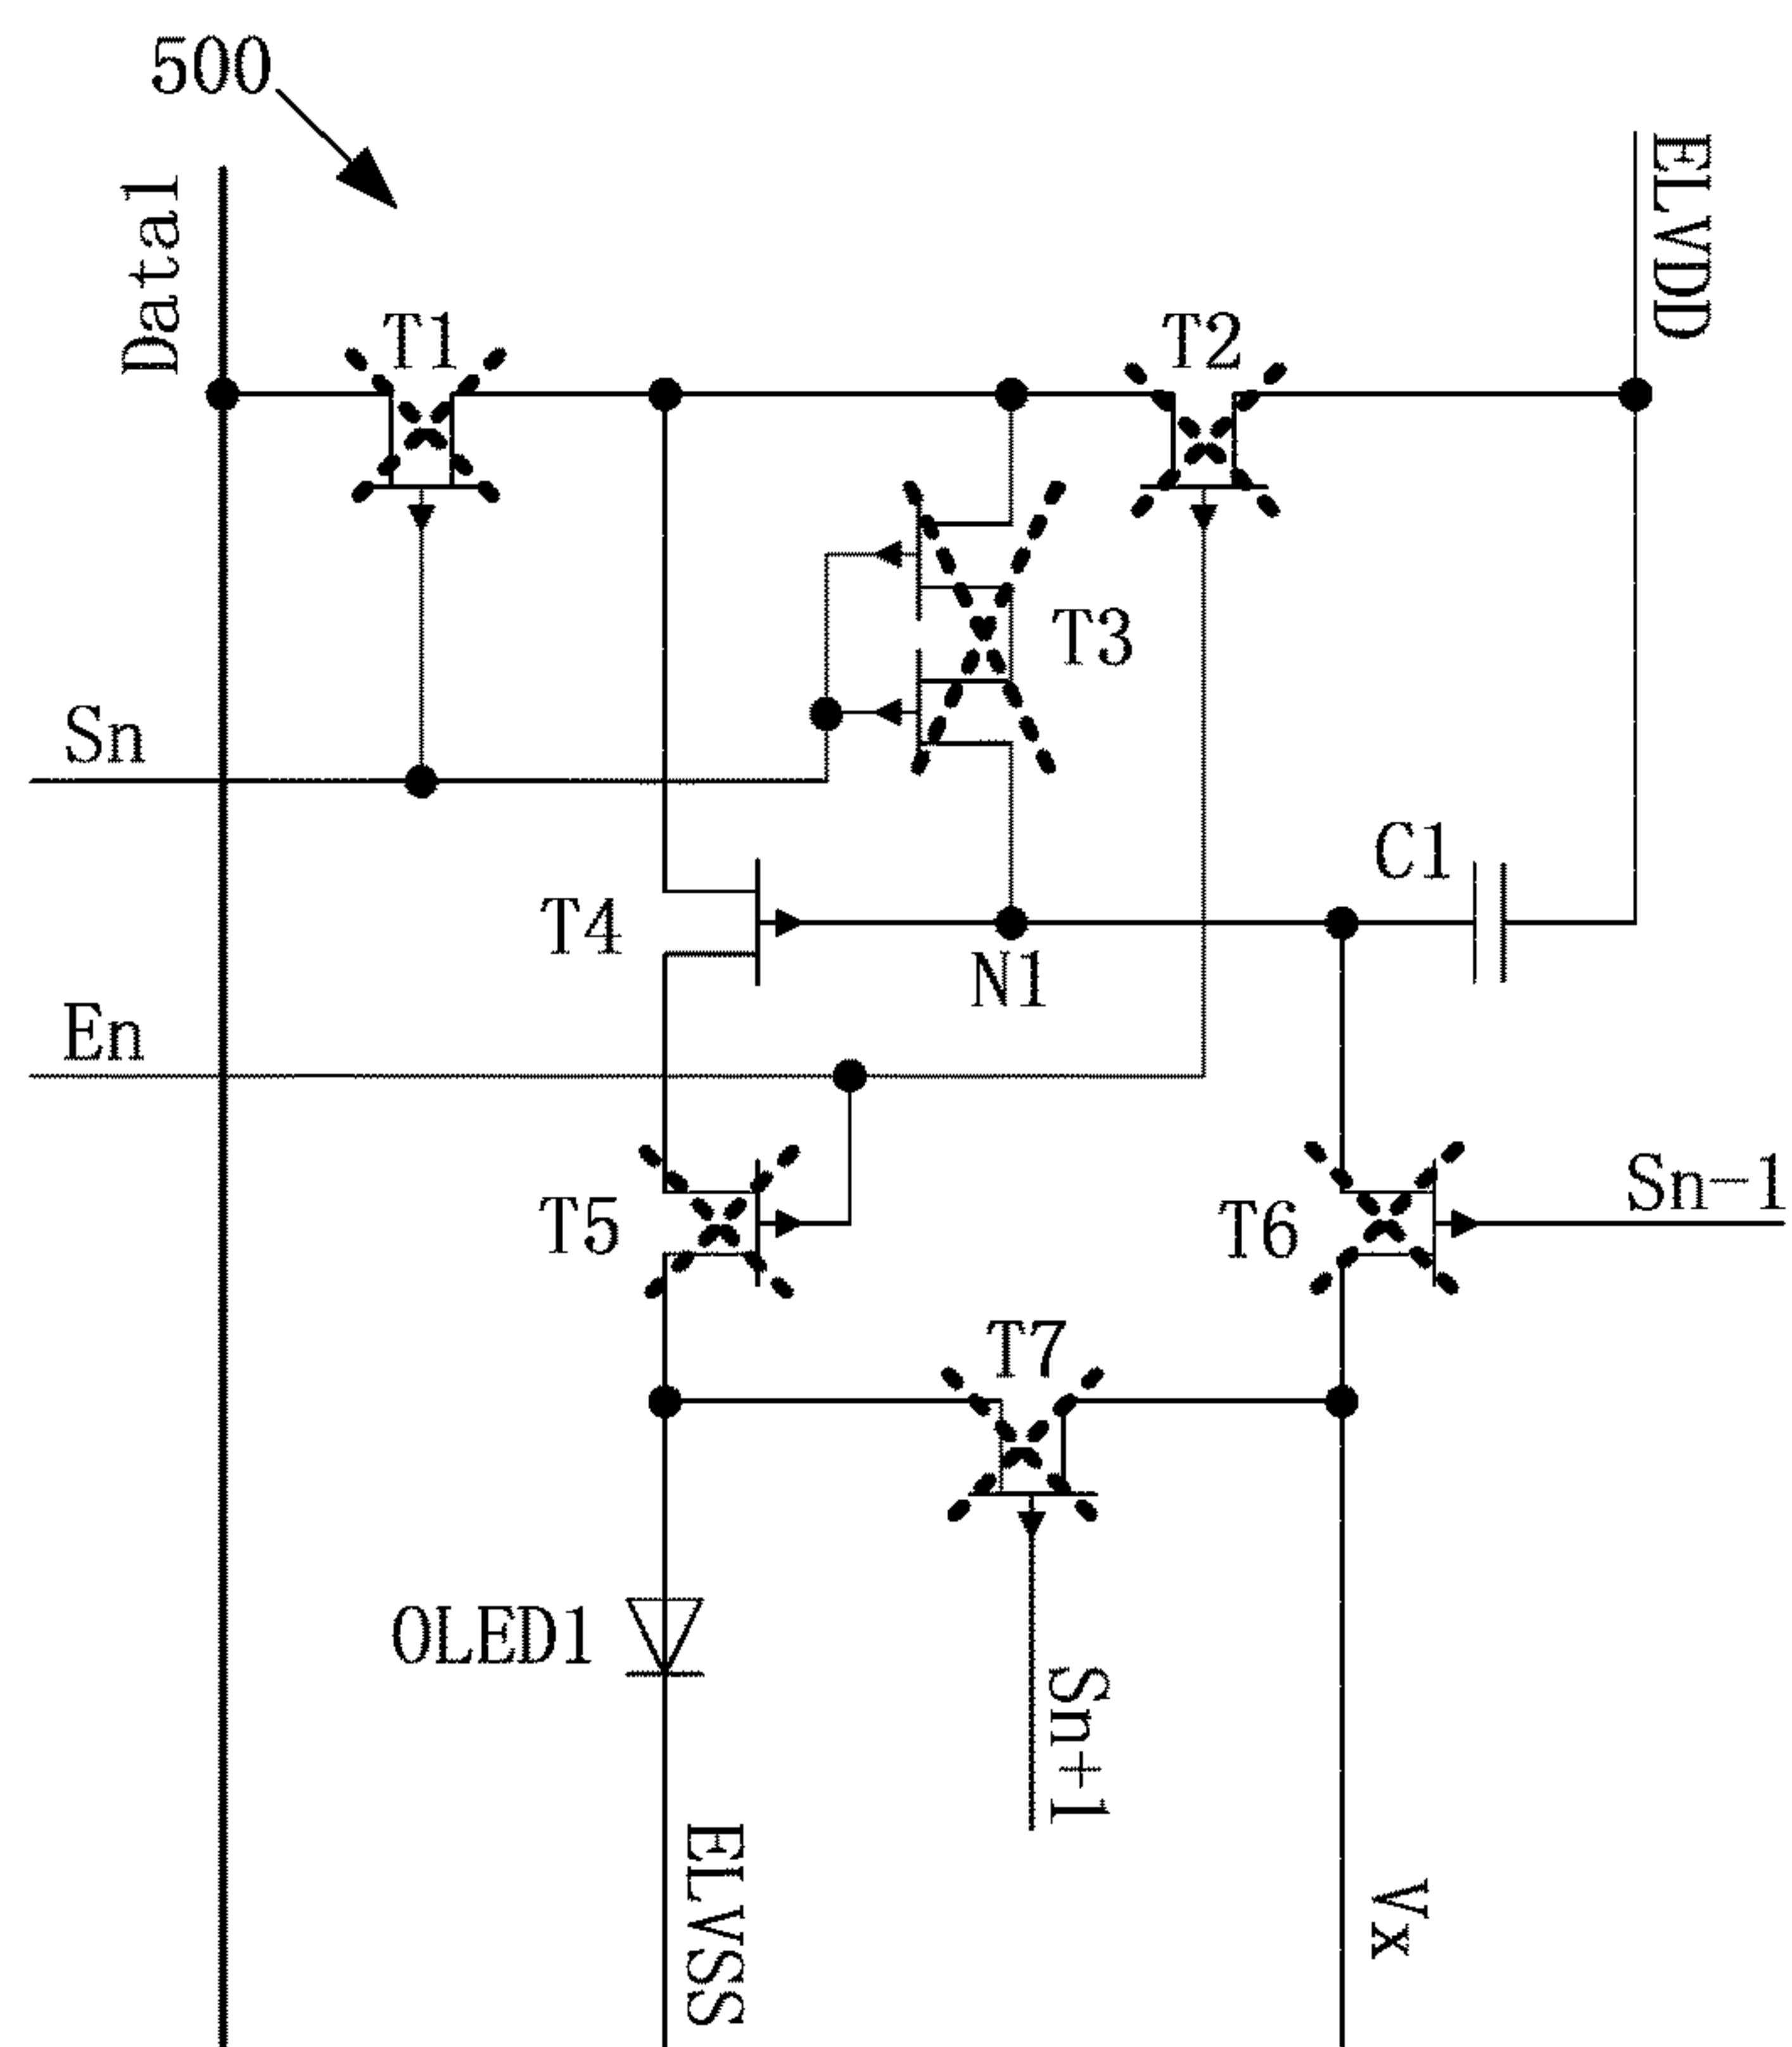 500
Data1
ELVDD
T1
T2
T3
Sn
C1
T4
N1
En
T5
T6
Sn-1
T7
OLED1
Sn+1
ELVSS
Vx